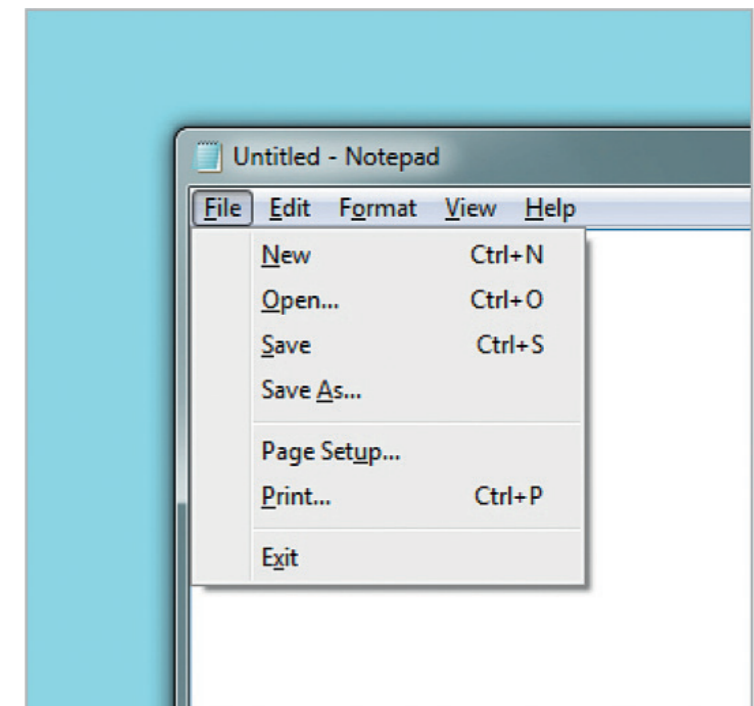 Untitled - Notepad
File Edit Format View Help
New Ctrl+N
Open... Ctrl+O
Save Ctrl+S
Save As...
Page Setup...
Print... Ctrl+P
Exit